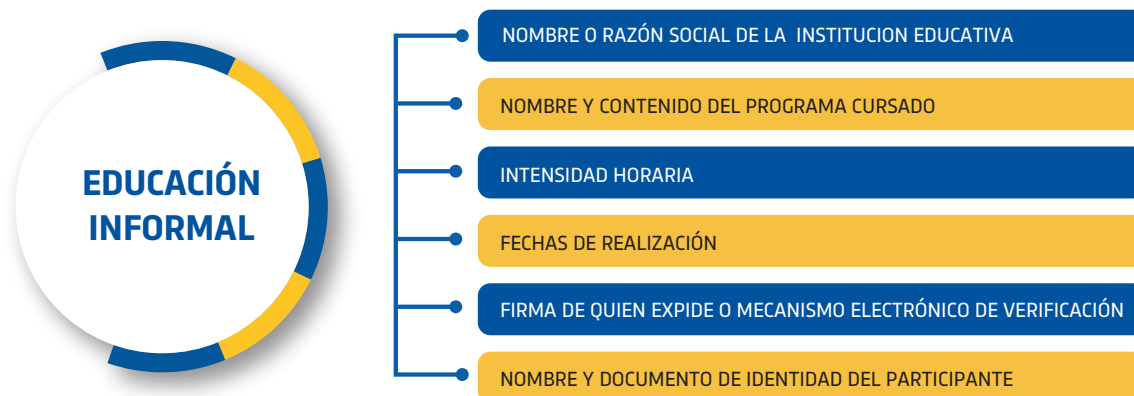 EDUCACIÓN
INFORMAL
NOMBRE O RAZÓN SOCIAL DE LA INSTITUCION EDUCATIVA
NOMBRE Y CONTENIDO DEL PROGRAMA CURSADO
INTENSIDAD HORARIA
FECHAS DE REALIZACIÓN
FIRMA DE QUIEN EXPIDE O MECANISMO ELECTRÓNICO DE VERIFICACIÓN
NOMBRE Y DOCUMENTO DE IDENTIDAD DEL PARTICIPANTE